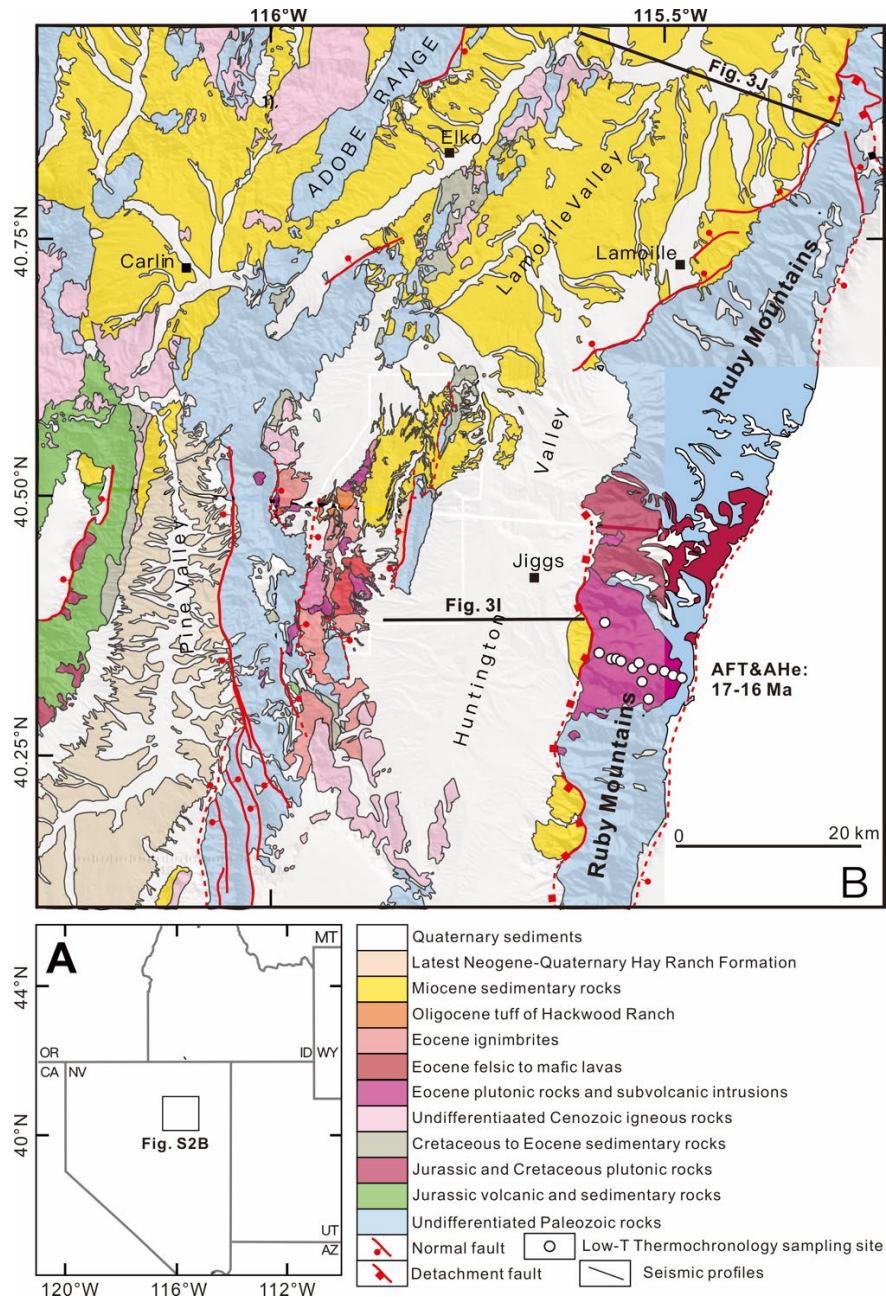 116°W
115.5°W
Fig. 3J
ADOBE RANGE
Elko
LamoilleValley
40.75°N
Carlin
Lamoille
Ruby Mountains
Valley
40.50°N
Pine Valley
Jiggs
Fig. 3I
AFT&AHe:
17-16 Ma
Huntington
40.25°N
Ruby Mountains
0
20 km
B
A
MT
44°N
OR
ID
WY
CA
NV
40°N
Fig. S2B
UT
AZ
120°W
116°W
112°W
Quaternary sediments
Latest Neogene-Quaternary Hay Ranch Formation
Miocene sedimentary rocks
Oligocene tuff of Hackwood Ranch
Eocene ignimbrites
Eocene felsic to mafic lavas
Eocene plutonic rocks and subvolcanic intrusions
Undifferentiaated Cenozoic igneous rocks
Cretaceous to Eocene sedimentary rocks
Jurassic and Cretaceous plutonic rocks
Jurassic volcanic and sedimentary rocks
Undifferentiated Paleozoic rocks
Normal fault
Low-T Thermochronology sampling site
Detachment fault
Seismic profiles